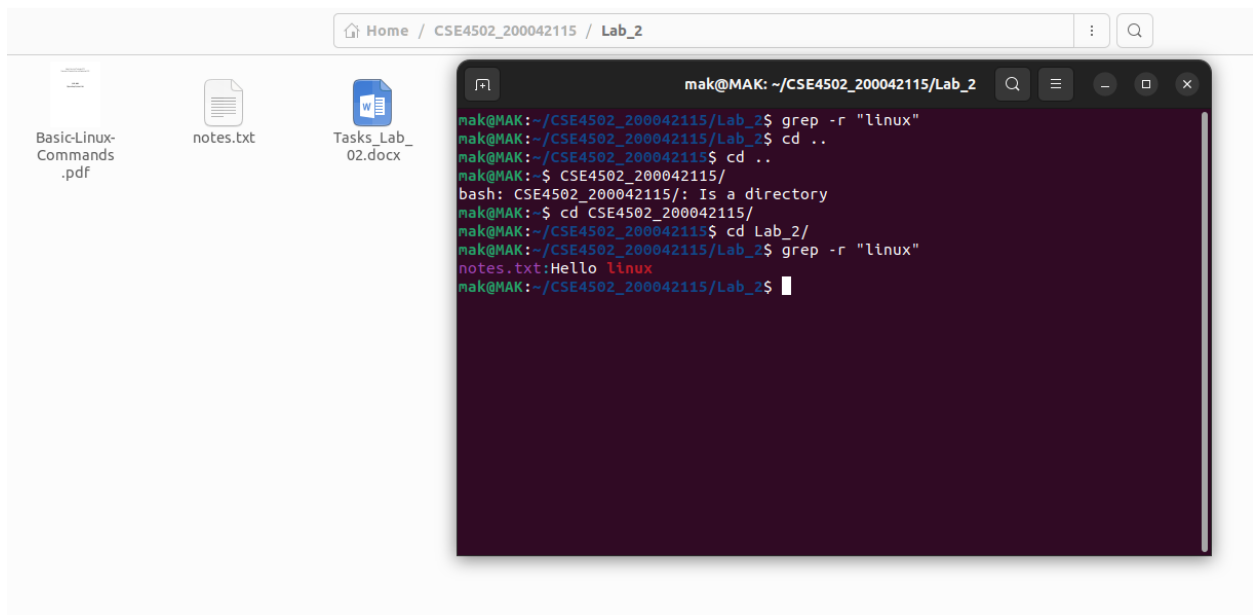 Home / CSE4502_200042115 / Lab_2
Basic-Linux-
Commands
.pdf
notes.txt
Tasks_Lab_
02.docx
mak@MAK: ~/CSE4502_200042115/Lab_2
mak@MAK:~/CSE4502_200042115/Lab_2$ grep -r "linux"
mak@MAK:~/CSE4502_200042115/Lab_2$ cd ..
mak@MAK:~/CSE4502_200042115$ cd ..
mak@MAK:~$ CSE4502_200042115/
bash: CSE4502_200042115/: Is a directory
mak@MAK:~$ cd CSE4502_200042115/
mak@MAK:~/CSE4502_200042115$ cd Lab_2/
mak@MAK:~/CSE4502_200042115/Lab_2$ grep -r "linux"
notes.txt:Hello linux
mak@MAK:~/CSE4502_200042115/Lab_2$